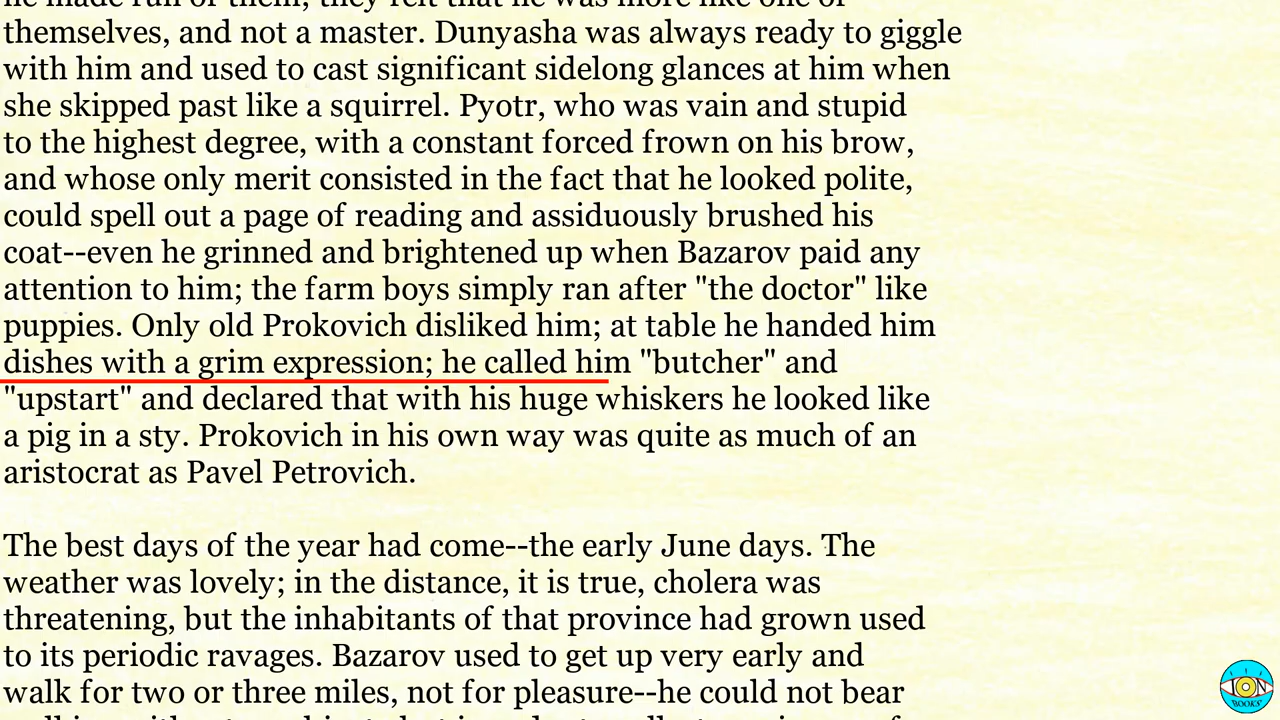 themselves, and not a master. Dunyasha was always ready to giggle
with him and used to cast significant sidelong glances at him when
she skipped past like a squirrel. Pyotr, who was vain and stupid
to the highest degree, with a constant forced frown on his brow,
and whose only merit consisted in the fact that he looked polite,
could spell out a page of reading and assiduously brushed his
coat--even he grinned and brightened up when Bazarov paid any
attention to him; the farm boys simply ran after "the doctor" like
puppies. Only old Prokovich disliked him; at table he handed him
dishes with a grim expression; he called him "butcher" and
"upstart" and declared that with his huge whiskers he looked like
a pig in a sty. Prokovich in his own way was quite as much of an
aristocrat as Pavel Petrovich.
The best days of the year had come--the early June days. The
weather was lovely; in the distance, it is true, cholera was
threatening, but the inhabitants of that province had grown used
to its periodic ravages. Bazarov used to get up very early and
walk for two or three miles, not for pleasure--he could not bear
ION
BOOKS